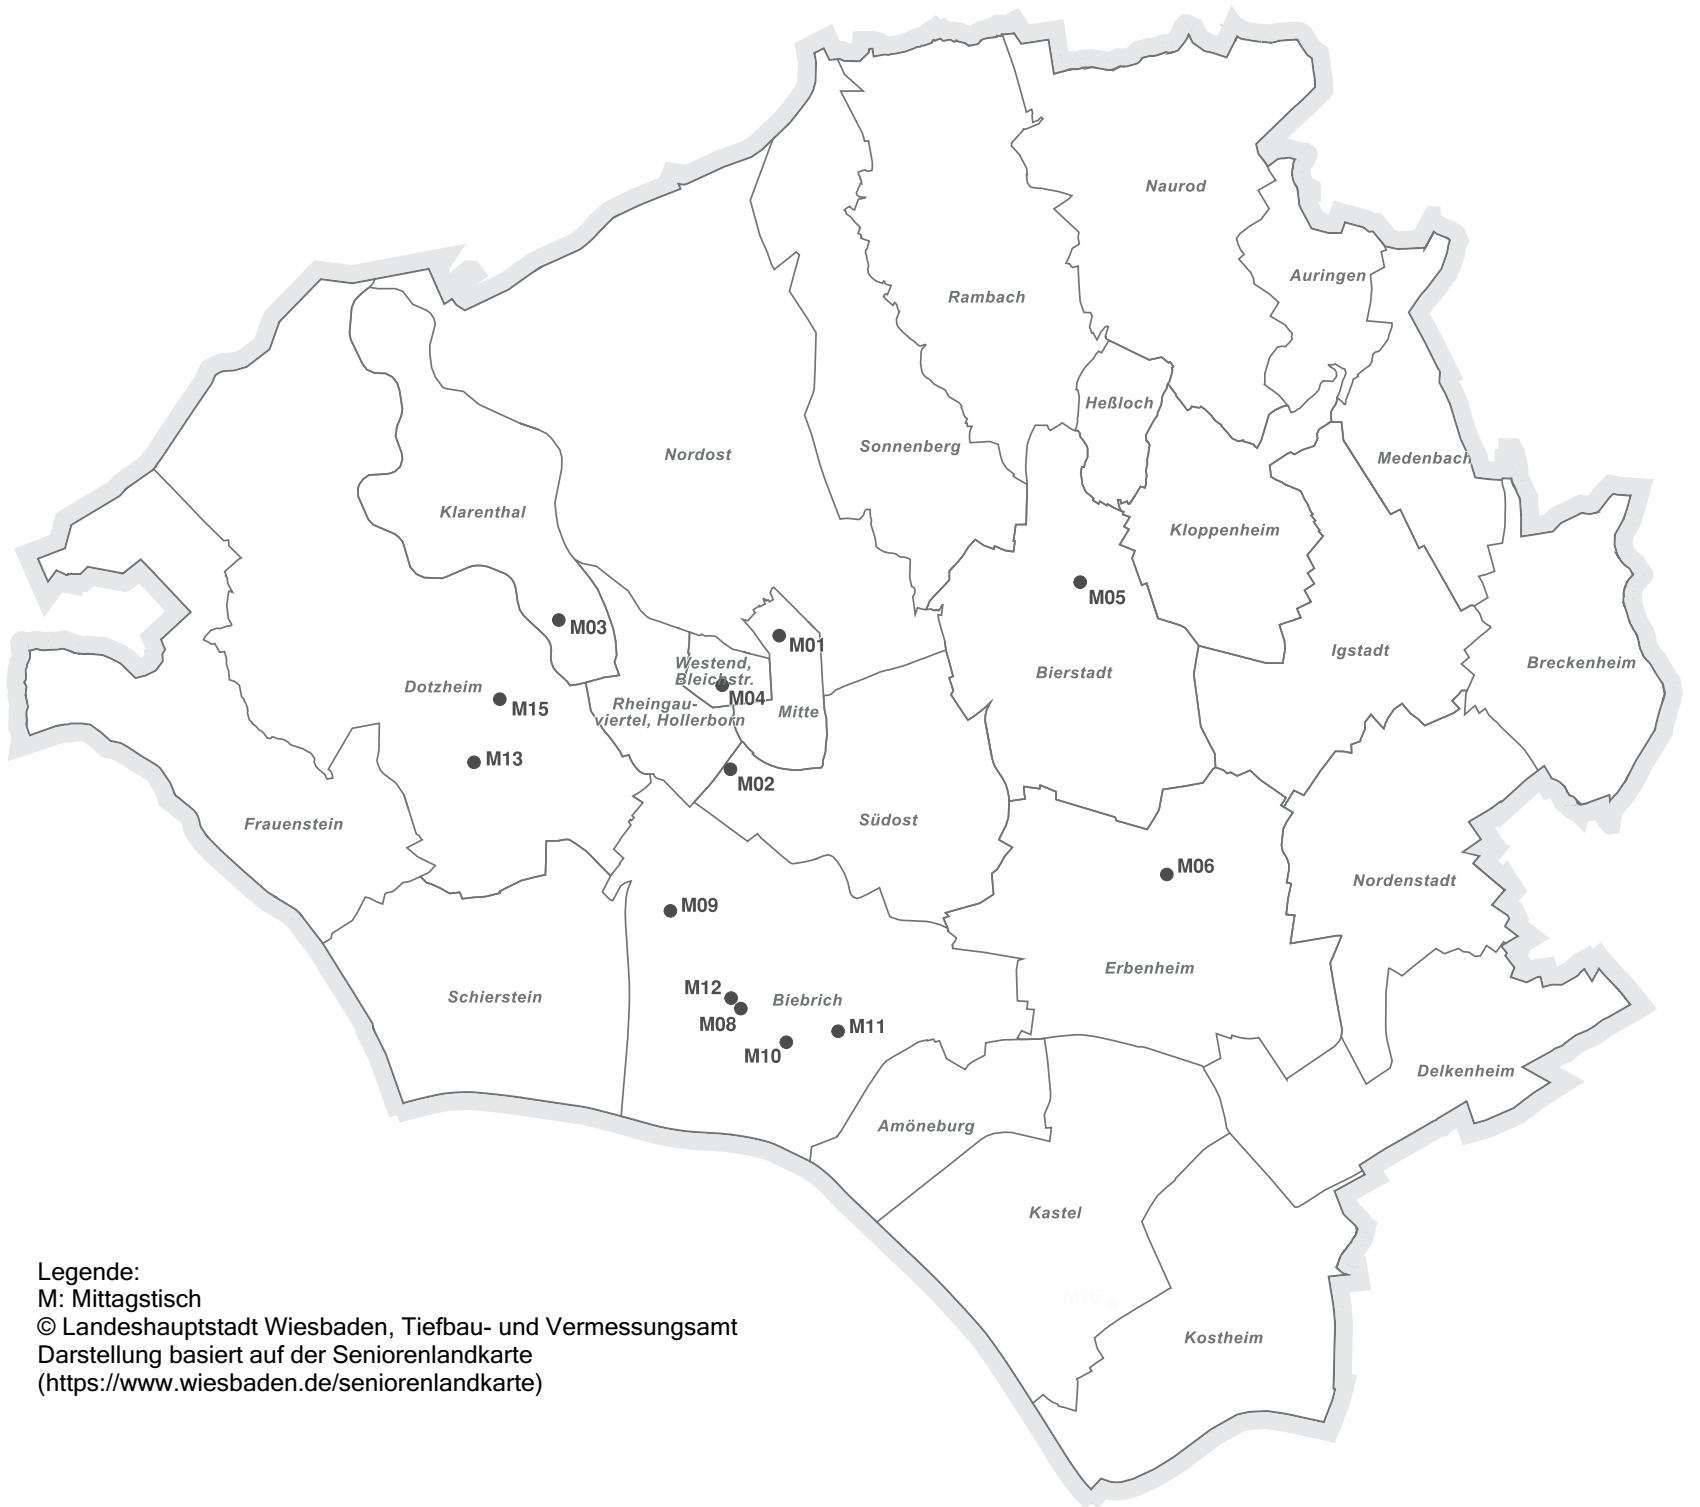 Naurod
Auringen
Rambach
Heßloch
Nordost
Sonnenberg
Medenbach
Klarenthal
Kloppenheim
M05
M03
M01
Westend,
Bleichstr.
Igstadt
Breckenheim
Bierstadt
Dotzheim
M15
M04
Rheingau-
viertel, Hollerborn
Mitte
M13
M02
Frauenstein
Südost
M06
Nordenstadt
M09
Erbenheim
Schierstein
M12
Biebrich
M08
M11
M10
Delkenheim
Amöneburg
Kastel
Kostheim
Legende:
M: Mittagstisch
© Landeshauptstadt Wiesbaden, Tiefbau- und Vermessungsamt
Darstellung basiert auf der Seniorenlandkarte
(https://www.wiesbaden.de/seniorenlandkarte)